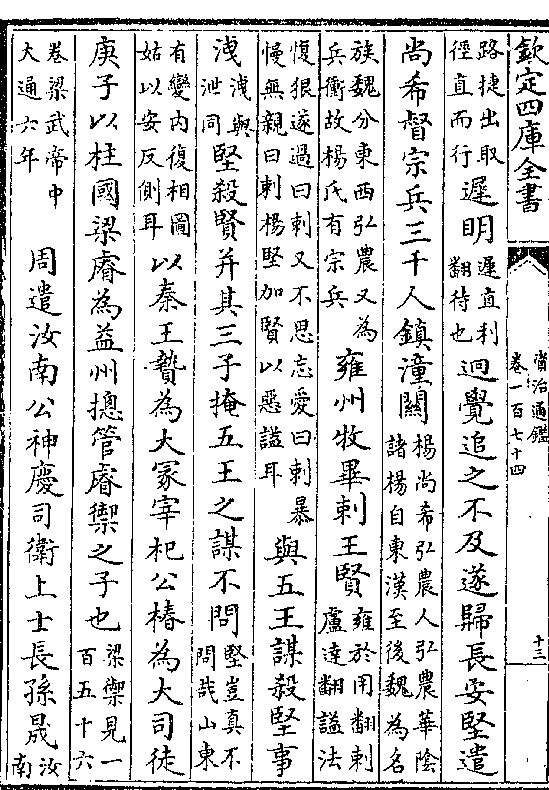 欽定四庫全書
資治通鑑
卷一百七十四
十三
路捷出取
徑直而行
遲明
遲直利
翻待也
迥覺追之不及遂歸長安堅遣
尚希督宗兵三千人鎮潼關
楊尚希弘農人弘農華陰
諸楊自東漢至後魏為名
族魏分東西弘農又為
兵衝故楊氏有宗兵
雍州牧畢剌王賢
雍於用翻剌
盧達翻諡法
愎狠遂過曰剌又不思忘愛曰剌暴
慢無親曰剌楊堅加賢以惡諡耳
與五王謀殺堅事
洩
洩與
泄同
堅殺賢并其三子掩五王之謀不問
堅豈真不
問哉山東
有變內復相圖
姑以安反側耳
以秦王贄為大冢宰杞公椿為大司徒
庚子以柱國梁睿為益州摠管睿禦之子也
梁禦見一
百五十六
卷梁武帝中
大通六年
周遣汝南公神慶司衛上士長孫晟
汝
南